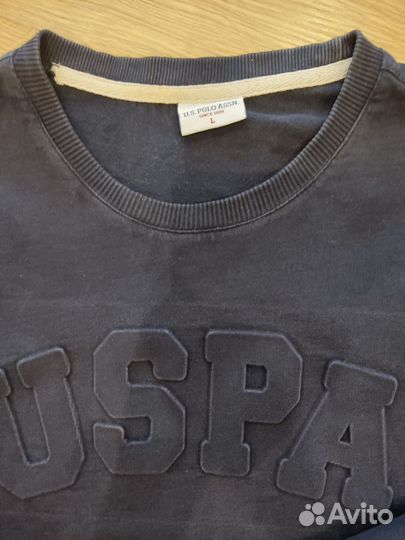 U.S. POLO ASSN.
SINCE 1890
L
USPA
Avito